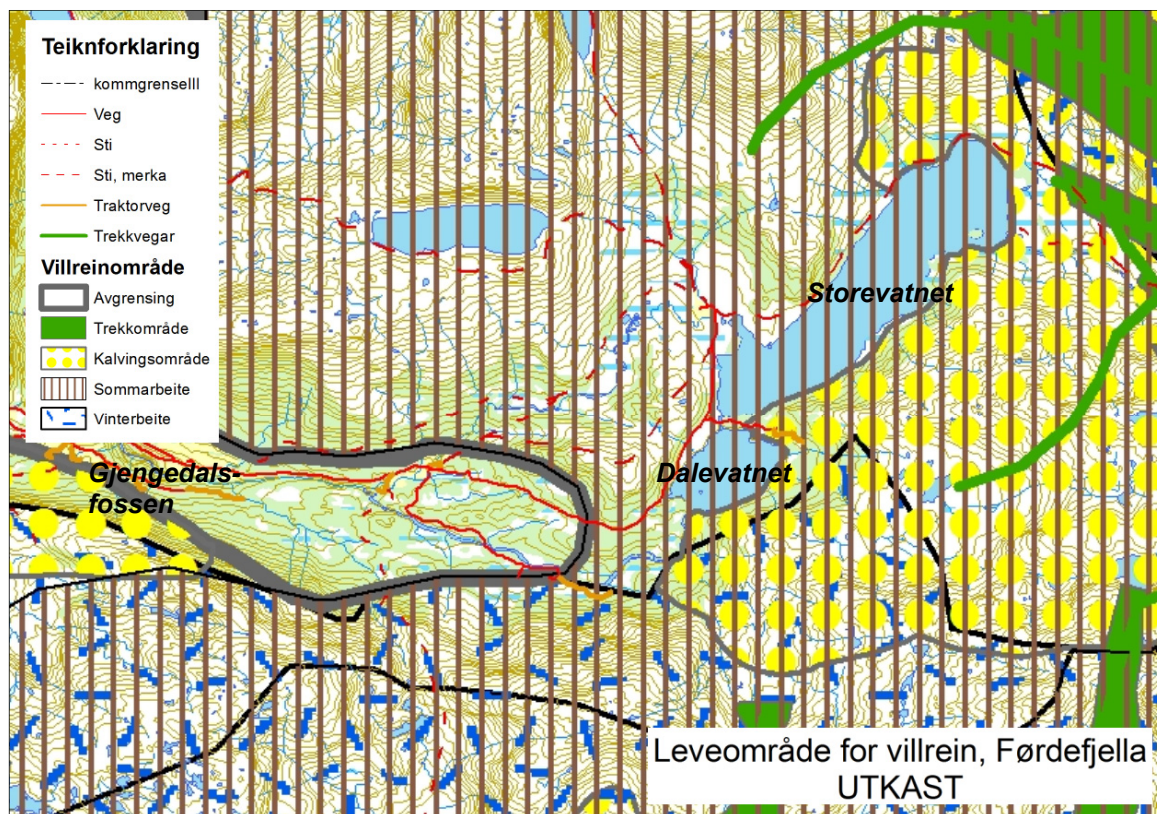 Teiknforklaring
kommgrenselll
Veg
Sti
Sti, merka
Traktorveg
Trekkvegar
Villreinområde
Avgrensing
Trekkområde
Kalvingsområde
Sommarbeite
Vinterbeite
Storevatnet
Gjengedals-
fossen
Dalevatnet
Leveområde for villrein, Førdefjella
UTKAST